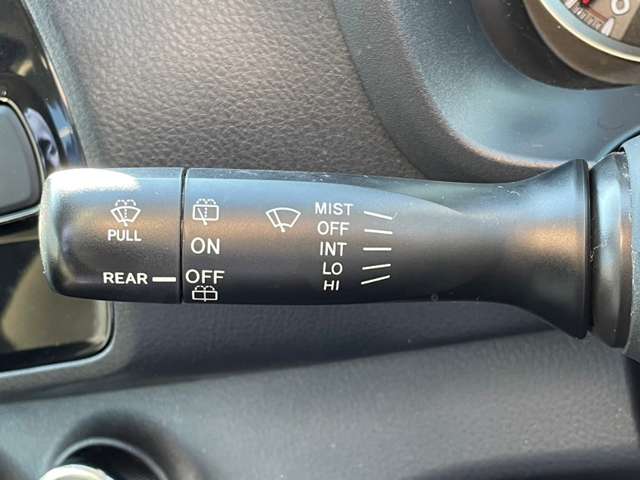 PULL
REAR
ON
OFF
MIST
OFF
INT
LO
HI